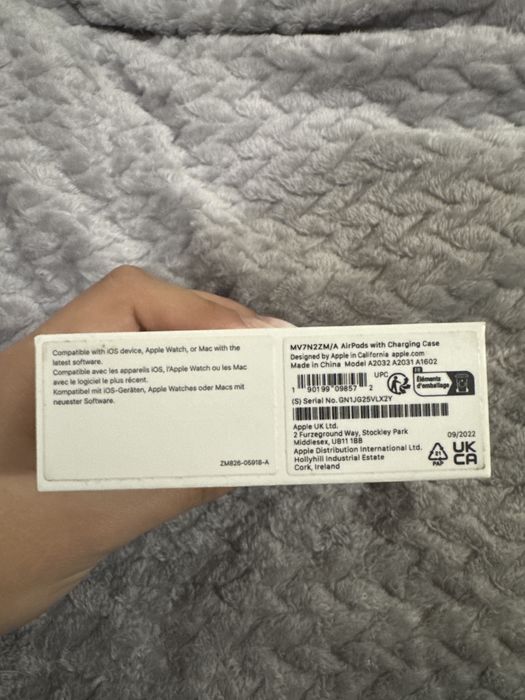 Compatible with iOS device, Apple Watch, or Mac with the
latest software.
Compatible avec les appareils iOS, l'Apple Watch ou les Mac
avec le logiciel le plus récent.
Kompatibel mit iOS-Geräten, Apple Watches oder Macs mit
neuester Software.
ZM826-05918-A
MV7N2ZM/A AirPods with Charging Case
Designed by Apple in California apple.com
Made in China Model A2032 A2031 A1602
UPC
1 90199 09857 2
FR
Éléments
d'emballage
(S) Serial No. GN1JG25VLX2Y
Apple UK Ltd.
2 Furzeground Way, Stockley Park
Middlesex, UB11 1BB
Apple Distribution International Ltd.
Hollyhill Industrial Estate
Cork, Ireland
09/2022
21
PAP
UK
CA